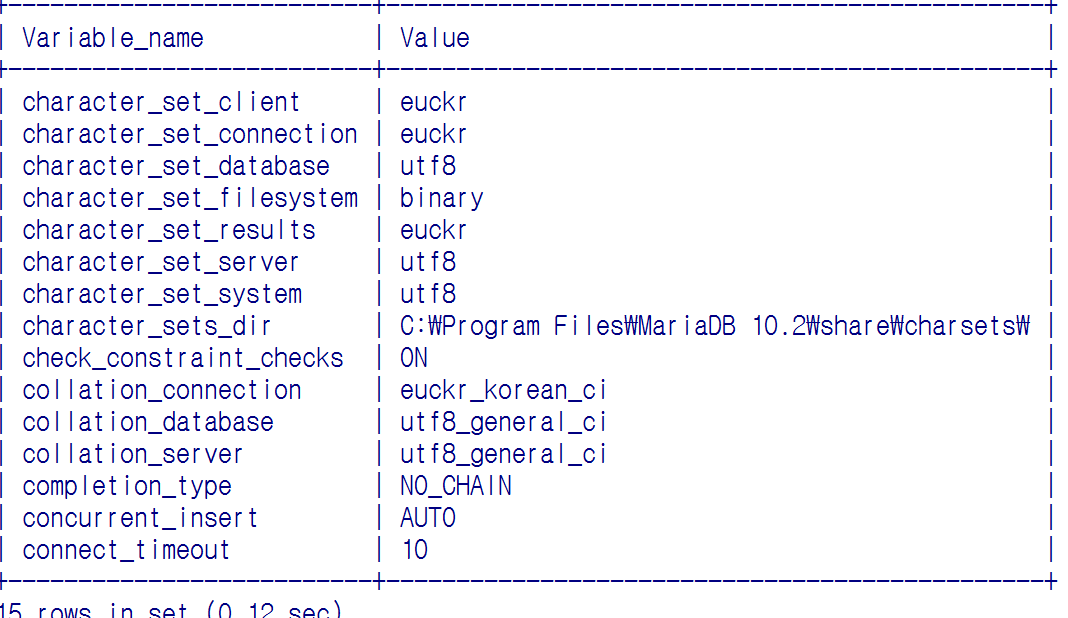 | Variable_name | Value |
| character_set_client | euckr |
| character_set_connection | euckr |
| character_set_database | utf8 |
| character_set_filesystem | binary |
| character_set_results | euckr |
| character_set_server | utf8 |
| character_set_system | utf8 |
| character_sets_dir | C:₩Program Files₩MariaDB 10.2₩share₩charsets₩ |
| check_constraint_checks | ON |
| collation_connection | euckr_korean_ci |
| collation_database | utf8_general_ci |
| collation_server | utf8_general_ci |
| completion_type | NO_CHAIN |
| concurrent_insert | AUTO |
| connect_timeout | 10 |
15 rows in set (0.12 sec)